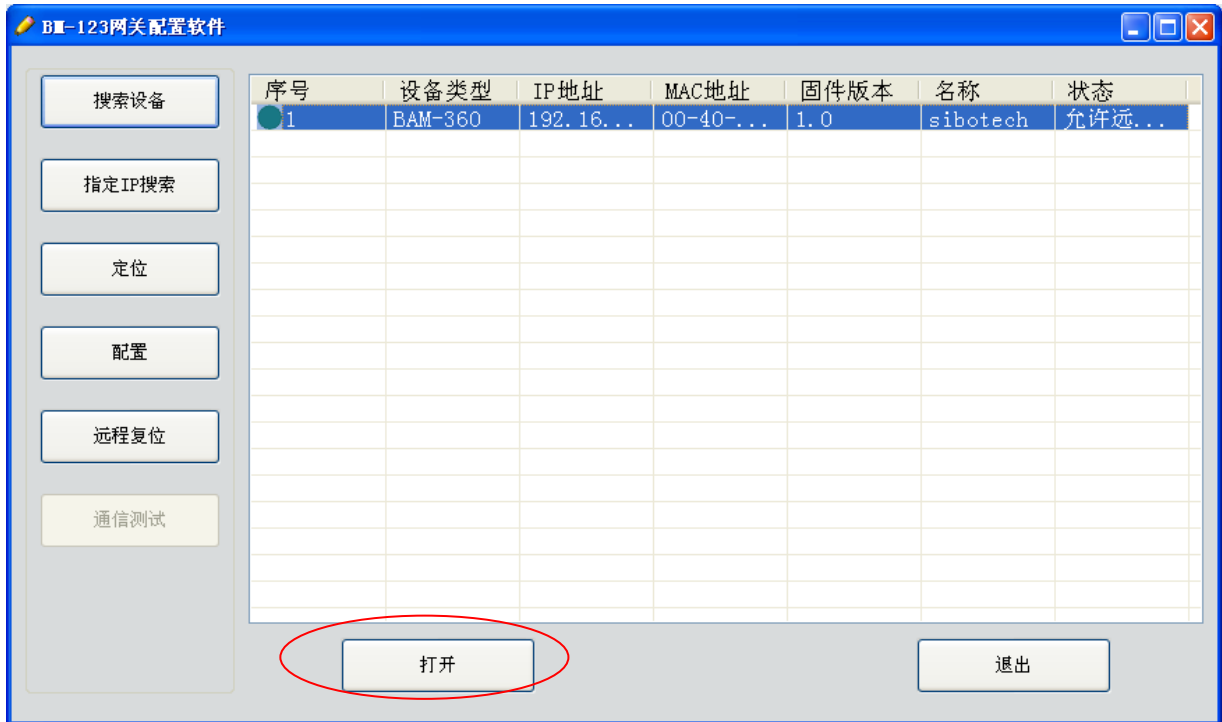 BM-123网关配置软件
搜索设备
指定IP搜索
定位
配置
远程复位
通信测试
序号 设备类型 IP地址 MAC地址 固件版本 名称 状态
1 BAM-360 192.16... 00-40-... 1.0 sibotech 允许远...
打开 退出